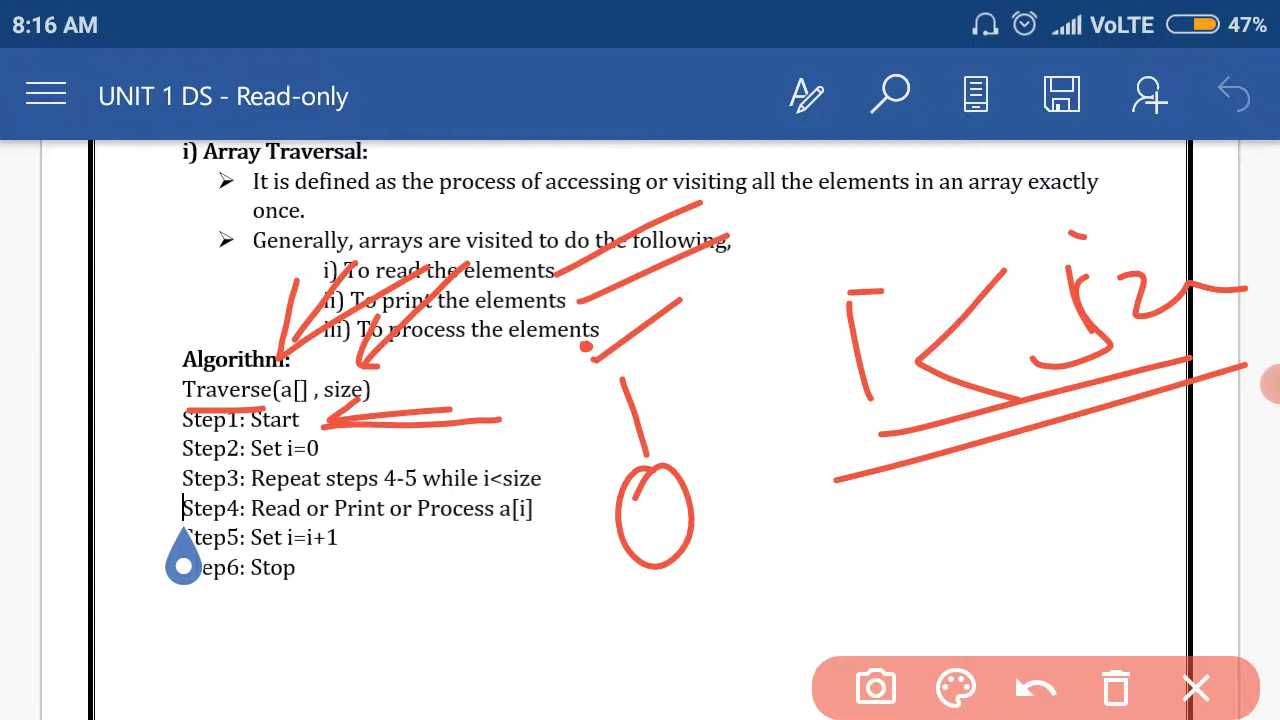 8:16 AM VoLTE 47%
UNIT 1 DS - Read-only
i) Array Traversal:
➢ It is defined as the process of accessing or visiting all the elements in an array exactly
once.
➢ Generally, arrays are visited to do the following,
i) To read the elements
ii) To print the elements
iii) To process the elements
Algorithm:
Traverse(a[] , size)
Step1: Start
Step2: Set i=0
Step3: Repeat steps 4-5 while i<size
Step4: Read or Print or Process a[i]
Step5: Set i=i+1
Step6: Stop